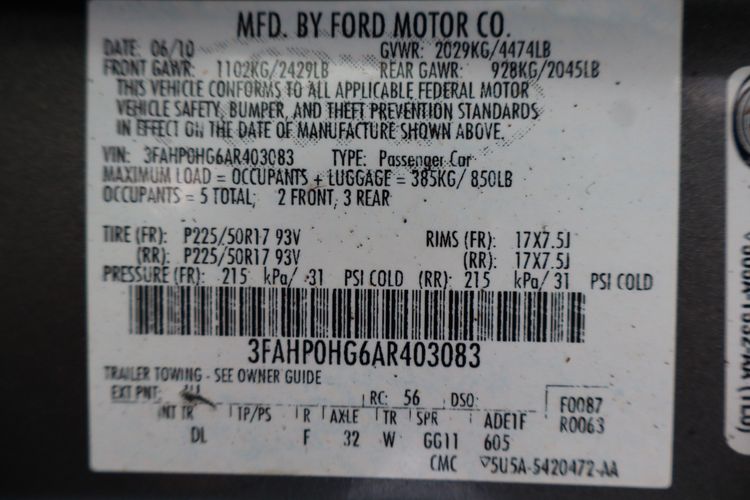 MFD. BY FORD MOTOR CO.
DATE: 06/10 GVWR: 2029KG/4474LB
FRONT GAWR: 1102KG/2429LB REAR GAWR: 928KG/2045LB
THIS VEHICLE CONFORMS TO ALL APPLICABLE FEDERAL MOTOR
VEHICLE SAFETY, BUMPER, AND THEFT PREVENTION STANDARDS
IN EFFECT ON THE DATE OF MANUFACTURE SHOWN ABOVE.
VIN: 3FAHP0HG6AR403083 TYPE: Passenger Car
MAXIMUM LOAD = OCCUPANTS + LUGGAGE = 385KG/ 850LB
OCCUPANTS = 5 TOTAL; 2 FRONT, 3 REAR
TIRE (FR): P225/50R17 93V RIMS (FR): 17X7.5J
(RR): P225/50R17 93V (RR): 17X7.5J
PRESSURE (FR): 215 kPa/ 31 PSI COLD (RR): 215 kPa/ 31 PSI COLD
3FAHP0HG6AR403083
TRAILER TOWING - SEE OWNER GUIDE
EXT PNT: RC: 56 DSO: F0087
INT TR TP/PS R AXLE TR SPR ADE1F R0063
DL F 32 W GG11 605
CMC 5U5A-5420472-AA